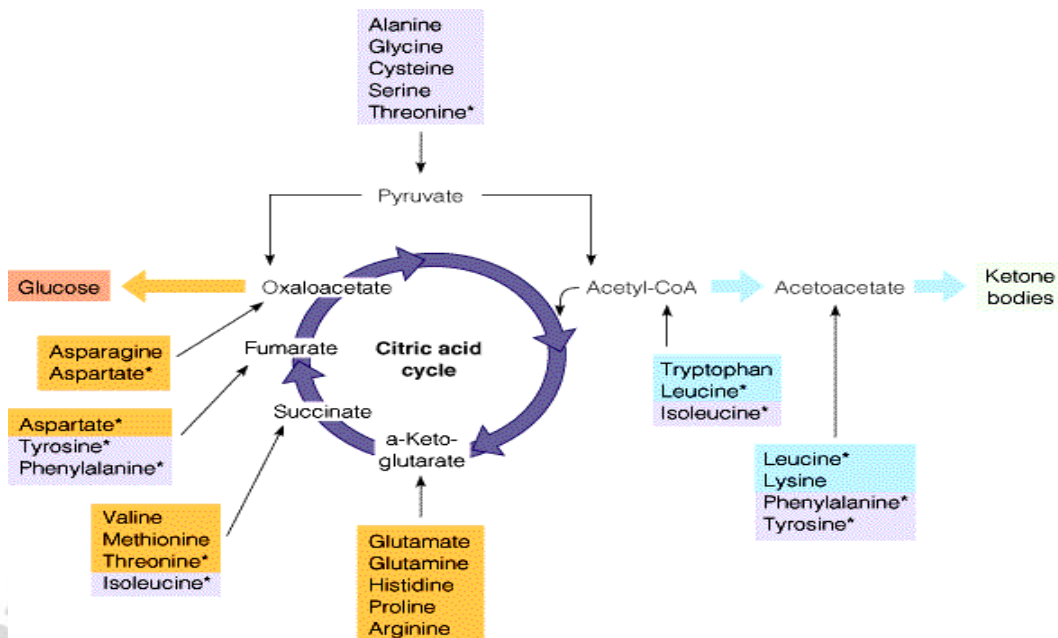 Alanine
Glycine
Cysteine
Serine
Threonine*
Pyruvate
Glucose
Oxaloacetate
Acetyl-CoA
Acetoacetate
Ketone
bodies
Asparagine
Aspartate*
Fumarate
Citric acid
cycle
Tryptophan
Leucine*
Isoleucine*
Aspartate*
Tyrosine*
Phenylalanine*
Succinate
a-Keto-
glutarate
Leucine*
Lysine
Phenylalanine*
Tyrosine*
Valine
Methionine
Threonine*
Isoleucine*
Glutamate
Glutamine
Histidine
Proline
Arginine